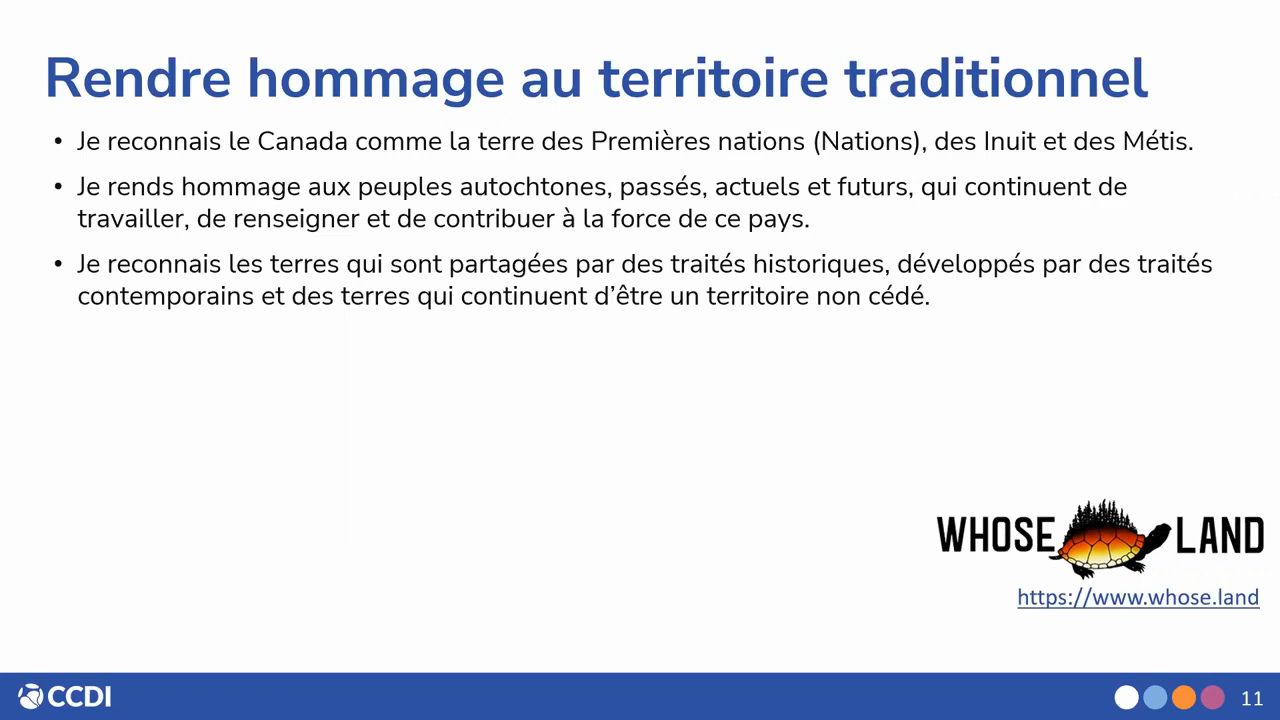 Rendre hommage au territoire traditionnel
• Je reconnais le Canada comme la terre des Premières nations (Nations), des Inuit et des Métis.
• Je rends hommage aux peuples autochtones, passés, actuels et futurs, qui continuent de
travailler, de renseigner et de contribuer à la force de ce pays.
• Je reconnais les terres qui sont partagées par des traités historiques, développés par des traités
contemporains et des terres qui continuent d’être un territoire non cédé.
WHOSE LAND
https://www.whose.land
CCDI
11